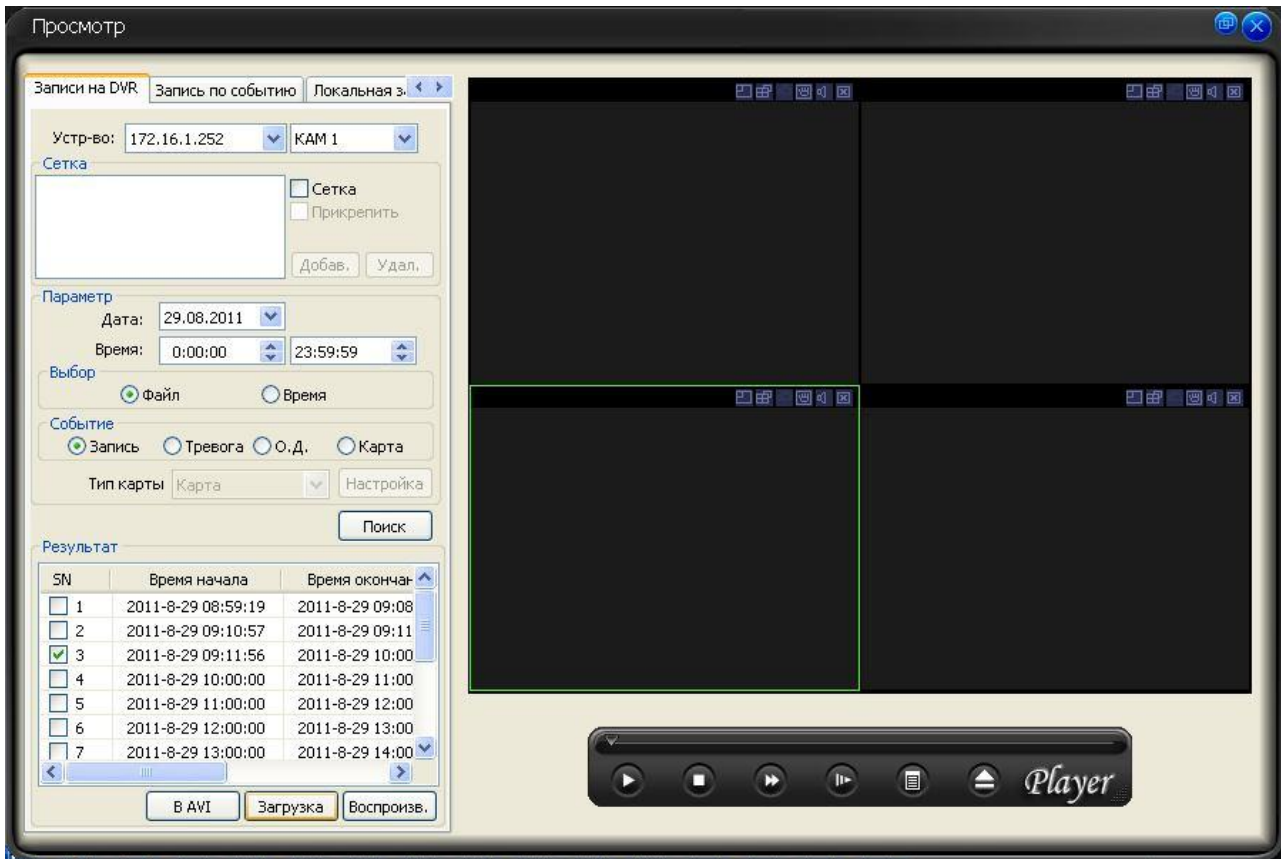 Просмотр
Записи на DVR Запись по событию Локальная з
Устр-во: 172.16.1.252 КАМ 1
Сетка
Сетка
Прикрепить
Добав. Удал.
Параметр
Дата: 29.08.2011
Время: 0:00:00 23:59:59
Выбор
Файл Время
Событие
Запись Тревога О.Д. Карта
Тип карты Карта Настройка
Поиск
Результат
SN Время начала Время окончан
1 2011-8-29 08:59:19 2011-8-29 09:08
2 2011-8-29 09:10:57 2011-8-29 09:11
3 2011-8-29 09:11:56 2011-8-29 10:00
4 2011-8-29 10:00:00 2011-8-29 11:00
5 2011-8-29 11:00:00 2011-8-29 12:00
6 2011-8-29 12:00:00 2011-8-29 13:00
7 2011-8-29 13:00:00 2011-8-29 14:00
В AVI Загрузка Воспроизв.
Player